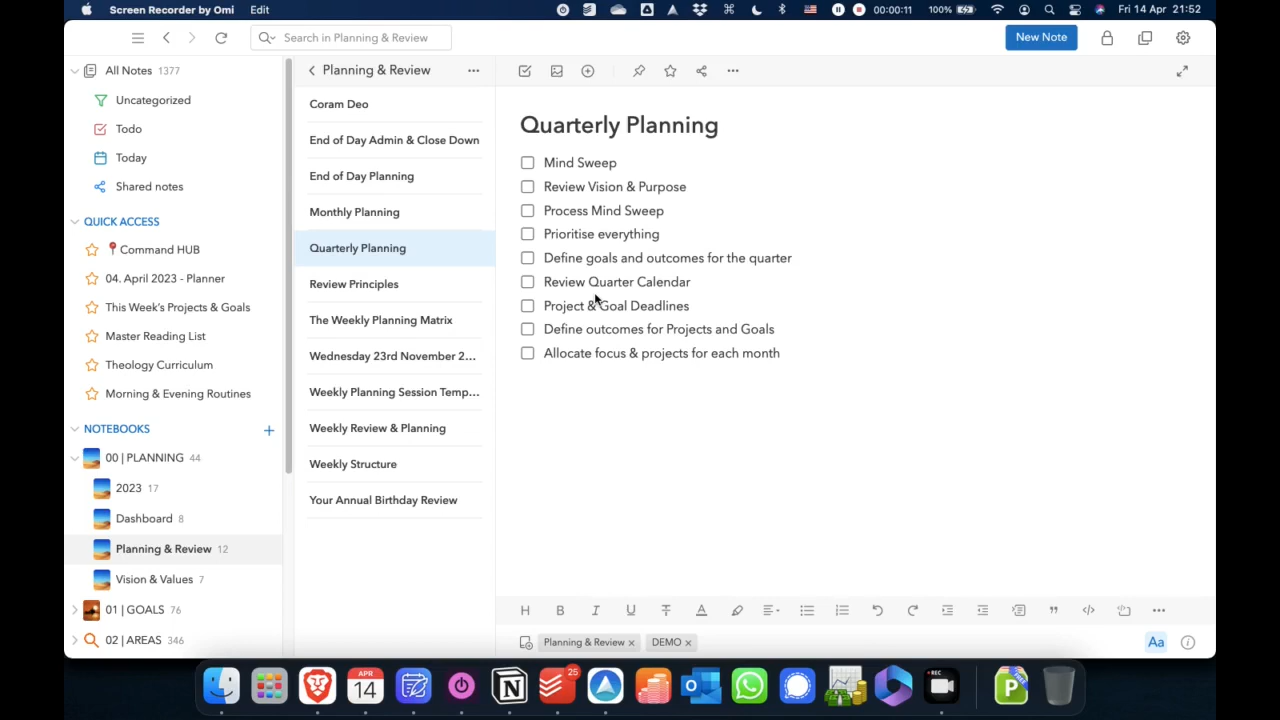 Screen Recorder by Omi Edit 00:00:11 100% Fri 14 Apr 21:52
Search in Planning & Review
New Note
All Notes 1377
Uncategorized
Todo
Today
Shared notes
QUICK ACCESS
Command HUB
04. April 2023 - Planner
This Week's Projects & Goals
Master Reading List
Theology Curriculum
Morning & Evening Routines
NOTEBOOKS
00 | PLANNING 44
2023 17
Dashboard 8
Planning & Review 12
Vision & Values 7
01 | GOALS 76
02 | AREAS 346
Planning & Review
Coram Deo
End of Day Admin & Close Down
End of Day Planning
Monthly Planning
Quarterly Planning
Review Principles
The Weekly Planning Matrix
Wednesday 23rd November 2...
Weekly Planning Session Temp...
Weekly Review & Planning
Weekly Structure
Your Annual Birthday Review
Quarterly Planning
Mind Sweep
Review Vision & Purpose
Process Mind Sweep
Prioritise everything
Define goals and outcomes for the quarter
Review Quarter Calendar
Project & Goal Deadlines
Define outcomes for Projects and Goals
Allocate focus & projects for each month
H B I U T A
Planning & Review × DEMO × Aa
APR
14
25
REC